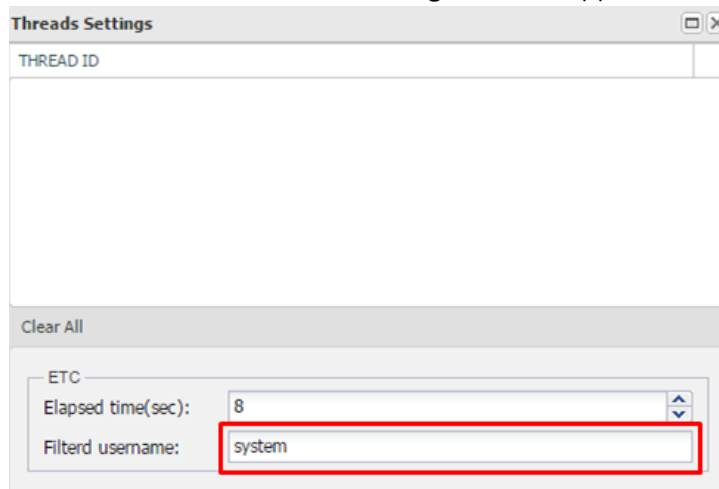 Threads Settings
THREAD ID
Clear All
ETC
Elapsed time(sec): 8
Filterd username: system